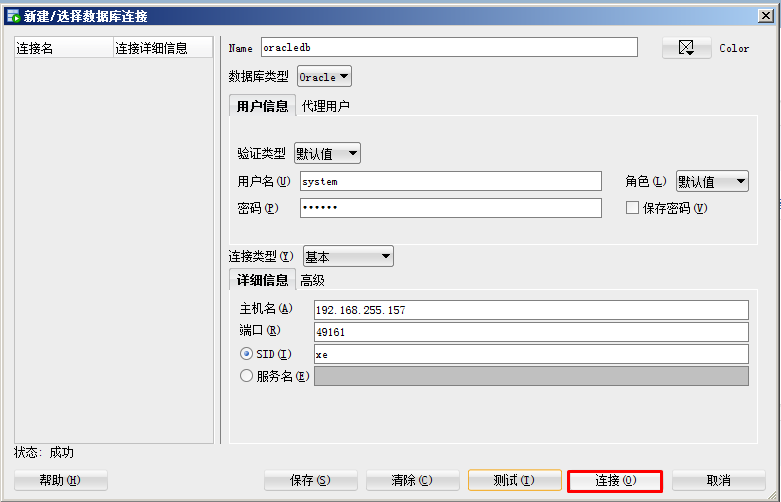 新建/选择数据库连接
连接名 连接详细信息
Name oracledb Color
数据库类型 Oracle
用户信息 代理用户
验证类型 默认值
用户名(U) system 角色(L) 默认值
密码(P) •••••• 保存密码(V)
连接类型(Y) 基本
详细信息 高级
主机名(A) 192.168.255.157
端口(R) 49161
SID(I) xe
服务名(E)
状态: 成功
帮助(H) 保存(S) 清除(C) 测试(T) 连接(O) 取消